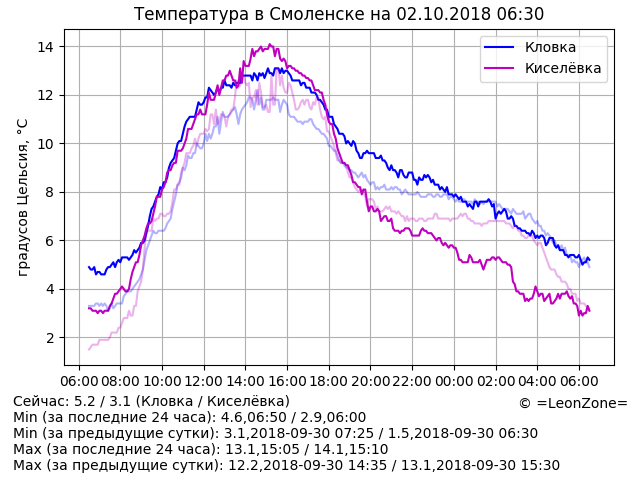 Температура в Смоленске на 02.10.2018 06:30
градусов Цельсия, °C
14
12
10
8
6
4
2
Кловка
Киселёвка
06:00 08:00 10:00 12:00 14:00 16:00 18:00 20:00 22:00 00:00 02:00 04:00 06:00
Сейчас: 5.2 / 3.1 (Кловка / Киселёвка)
© =LeonZone=
Min (за последние 24 часа): 4.6,06:50 / 2.9,06:00
Min (за предыдущие сутки): 3.1,2018-09-30 07:25 / 1.5,2018-09-30 06:30
Max (за последние 24 часа): 13.1,15:05 / 14.1,15:10
Max (за предыдущие сутки): 12.2,2018-09-30 14:35 / 13.1,2018-09-30 15:30